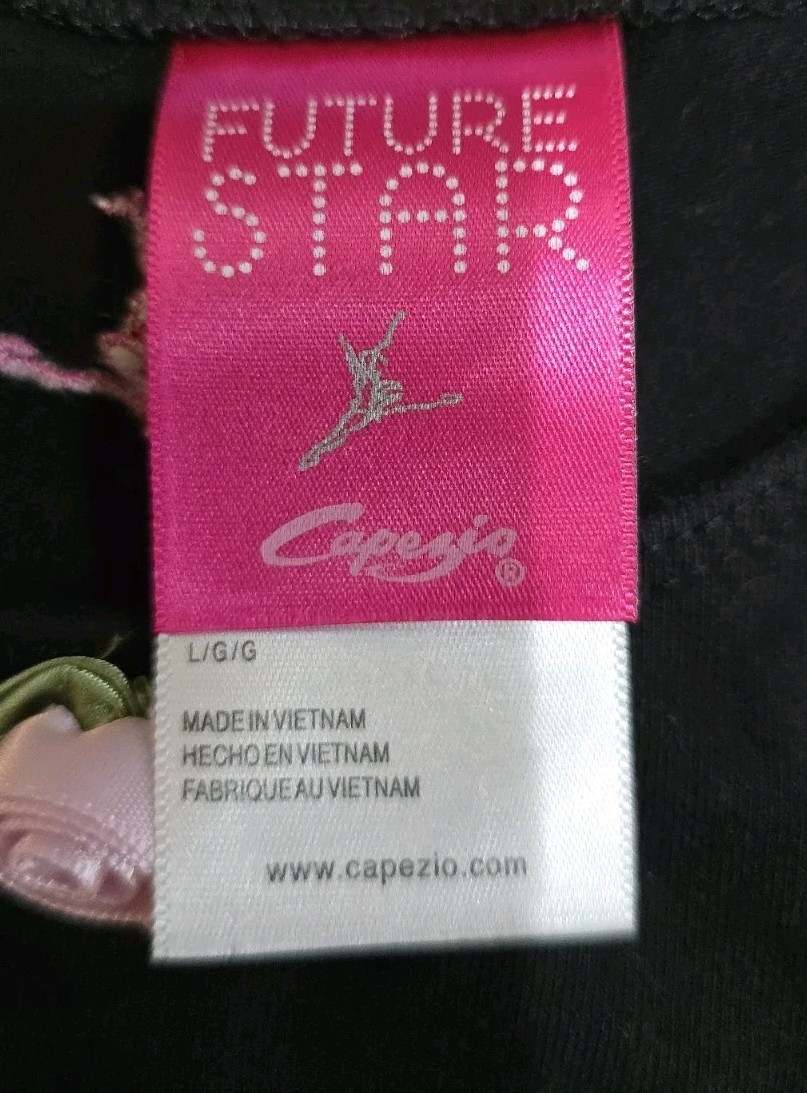 FUTURE
STAR
Capezio®
L/G/G
MADE IN VIETNAM
HECHO EN VIETNAM
FABRIQUE AU VIETNAM
www.capezio.com